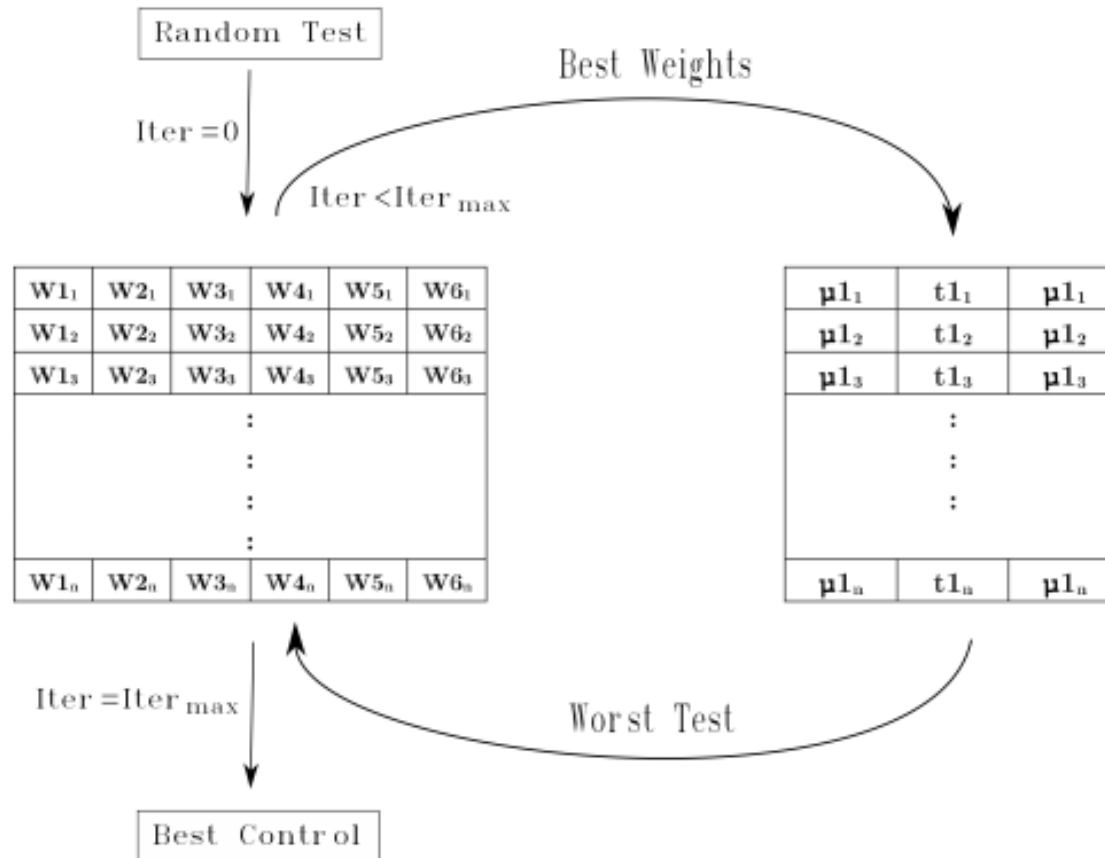 Random Test
Best Weights
Iter=0
Iter<Iter max
W1₁ W2₁ W3₁ W4₁ W5₁ W6₁
W1₂ W2₂ W3₂ W4₂ W5₂ W6₂
W1₃ W2₃ W3₃ W4₃ W5₃ W6₃
:
:
:
:
W1ₙ W2ₙ W3ₙ W4ₙ W5ₙ W6ₙ
µ1₁ t1₁ µ1₁
µ1₂ t1₂ µ1₂
µ1₃ t1₃ µ1₃
:
:
:
µ1ₙ t1ₙ µ1ₙ
Iter=Iter max
Worst Test
Best Control